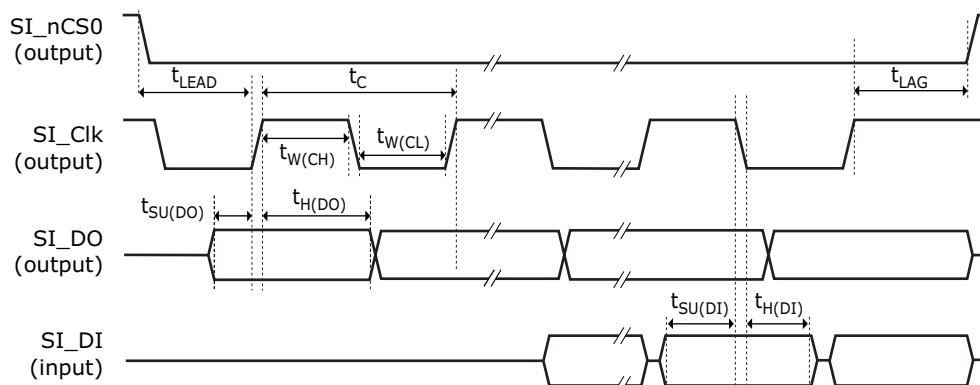 SI_nCS0
(output)
tLEAD
tC
tLAG
SI_Clk
(output)
tW(CH)
tW(CL)
tSU(DO)
tH(DO)
SI_DO
(output)
tSU(DI)
tH(DI)
SI_DI
(input)